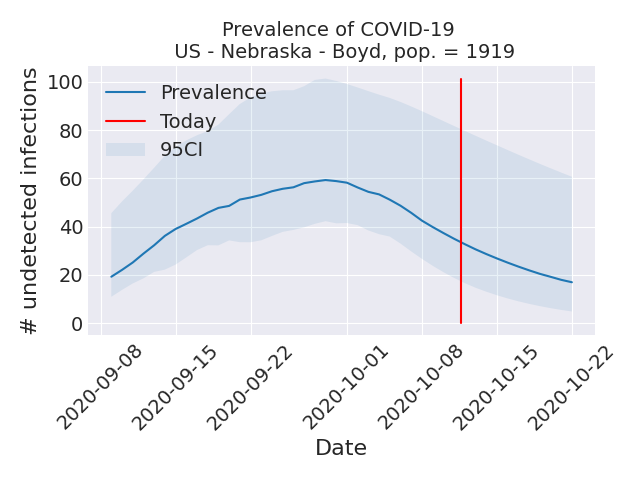 Prevalence of COVID-19
US - Nebraska - Boyd, pop. = 1919
# undetected infections
100
80
60
40
20
0
Prevalence
Today
95CI
2020-09-08
2020-09-15
2020-09-22
2020-10-01
2020-10-08
2020-10-15
2020-10-22
Date